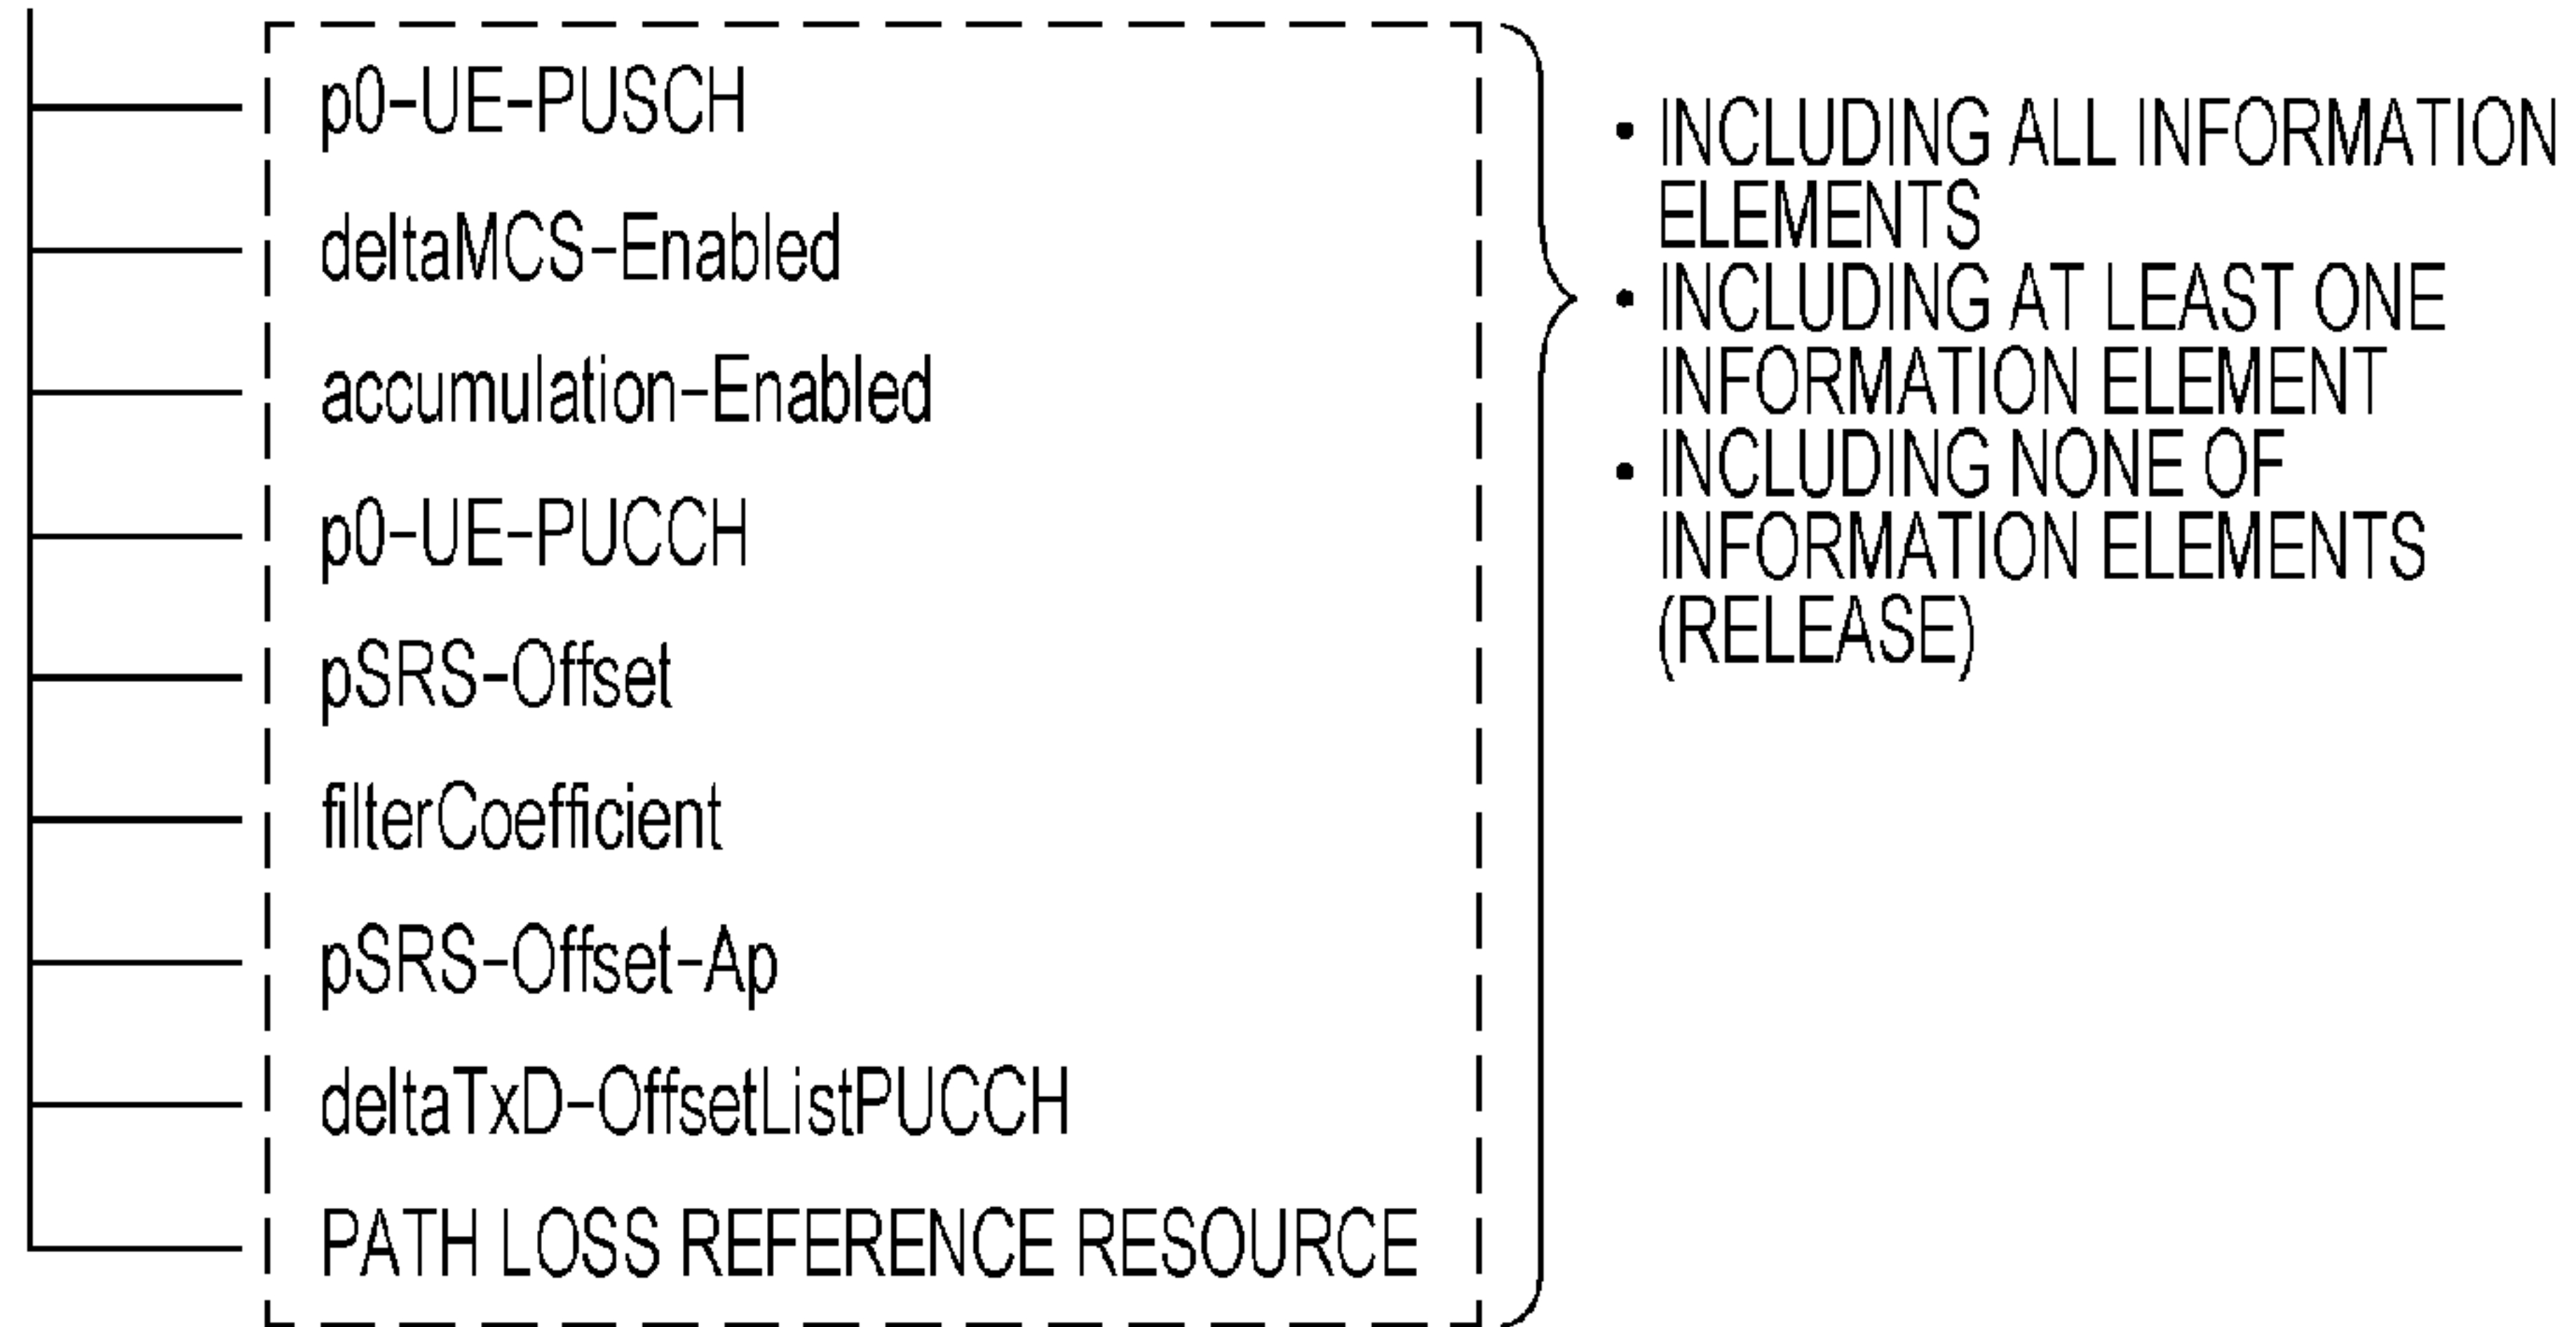 p0-UE-PUSCH
deltaMCS-Enabled
accumulation-Enabled
p0-UE-PUCCH
pSRS-Offset
filterCoefficient
pSRS-Offset-Ap
deltaTxD-OffsetListPUCCH
PATH LOSS REFERENCE RESOURCE
• INCLUDING ALL INFORMATION
ELEMENTS
• INCLUDING AT LEAST ONE
INFORMATION ELEMENT
• INCLUDING NONE OF
INFORMATION ELEMENTS
(RELEASE)